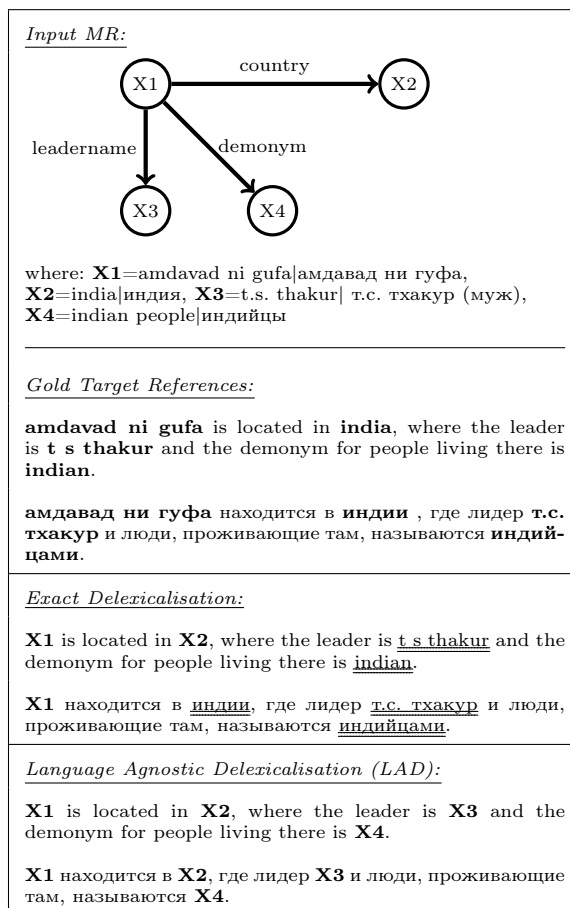 Input MR:
X1
country
X2
leadername
demonym
X3
X4
where: X1=amdavad ni gufa|амдавад ни гуфа,
X2=india|индия, X3=t.s. thakur| т.с. тхакур (муж),
X4=indian people|индийцы
Gold Target References:
amdavad ni gufa is located in india, where the leader
is t s thakur and the demonym for people living there is
indian.
амдавад ни гуфа находится в индии , где лидер т.с.
тхакур и люди, проживающие там, называются индий-
цами.
Exact Delexicalisation:
X1 is located in X2, where the leader is t s thakur and the
demonym for people living there is indian.
X1 находится в индии, где лидер т.с. тхакур и люди,
проживающие там, называются индийцами.
Language Agnostic Delexicalisation (LAD):
X1 is located in X2, where the leader is X3 and the
demonym for people living there is X4.
X1 находится в X2, где лидер X3 и люди, проживающие
там, называются X4.